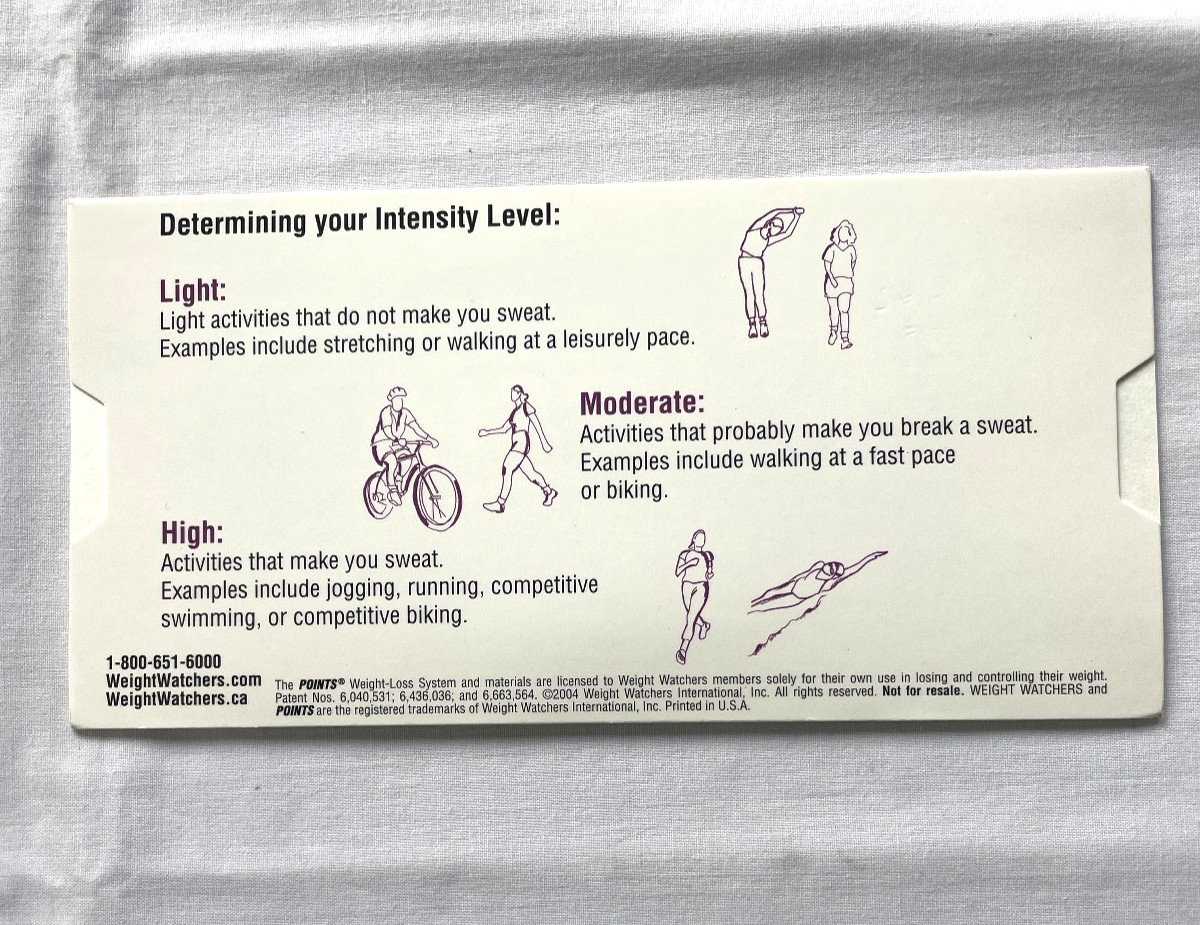 Determining your Intensity Level:
Light:
Light activities that do not make you sweat.
Examples include stretching or walking at a leisurely pace.
Moderate:
Activities that probably make you break a sweat.
Examples include walking at a fast pace
or biking.
High:
Activities that make you sweat.
Examples include jogging, running, competitive
swimming, or competitive biking.
1-800-651-6000
WeightWatchers.com
WeightWatchers.ca
The POINTS® Weight-Loss System and materials are licensed to Weight Watchers members solely for their own use in losing and controlling their weight.
Patent Nos. 6,040,531; 6,436,036; and 6,663,564. ©2004 Weight Watchers International, Inc. All rights reserved. Not for resale. WEIGHT WATCHERS and
POINTS are the registered trademarks of Weight Watchers International, Inc. Printed in U.S.A.